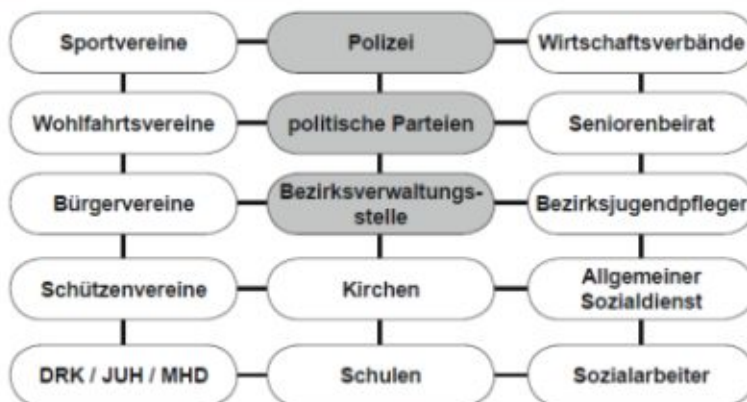 Sportvereine
Polizei
Wirtschaftsverbände
Wohlfahrtsvereine
politische Parteien
Seniorenbeirat
Bürgervereine
Bezirksverwaltungs-
stelle
Bezirksjugendpfleger
Schützenvereine
Kirchen
Allgemeiner
Sozialdienst
DRK / JUH / MHD
Schulen
Sozialarbeiter